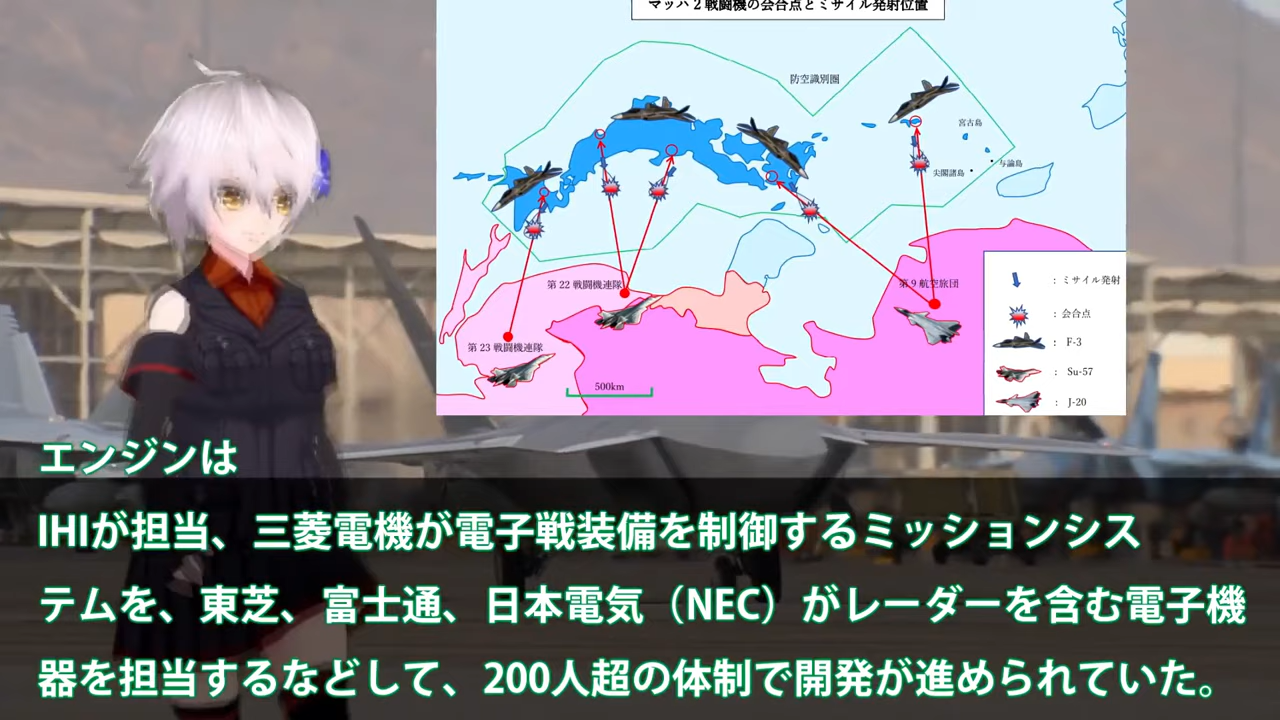 マッハ2戦闘機の会合点とミサイル発射位置
防空識別圏
宮古島
与論島
尖閣諸島
第22戦闘機連隊
第9航空旅団
第23戦闘機連隊
500km
：ミサイル発射
：会合点
：F-3
：Su-57
：J-20
エンジンは
IHIが担当、三菱電機が電子戦装備を制御するミッションシス
テムを、東芝、富士通、日本電気（NEC）がレーダーを含む電子機
器を担当するなどして、200人超の体制で開発が進められていた。